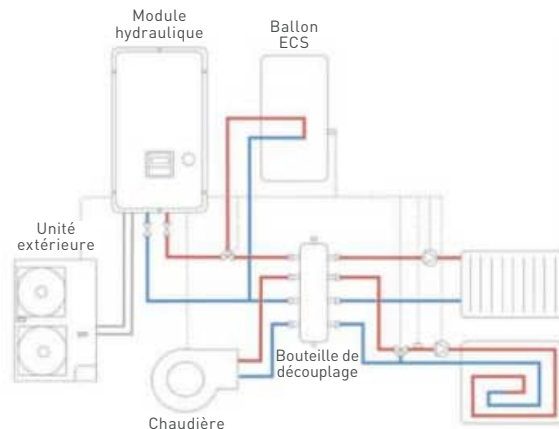 Module
hydraulique
Ballon
ECS
Unité
extérieure
Bouteille de
découplage
Chaudière